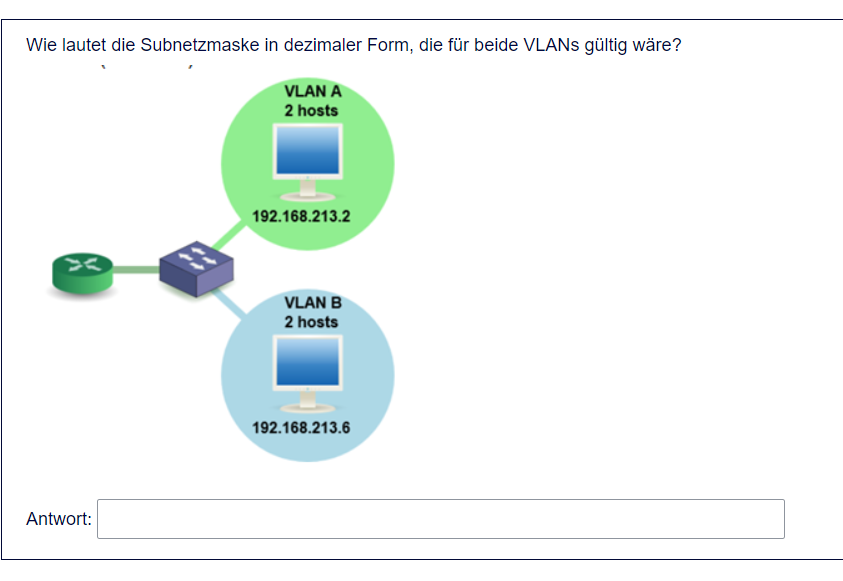 Wie lautet die Subnetzmaske in dezimaler Form, die für beide VLANs gültig wäre?
VLAN A
2 hosts
192.168.213.2
VLAN B
2 hosts
192.168.213.6
Antwort: